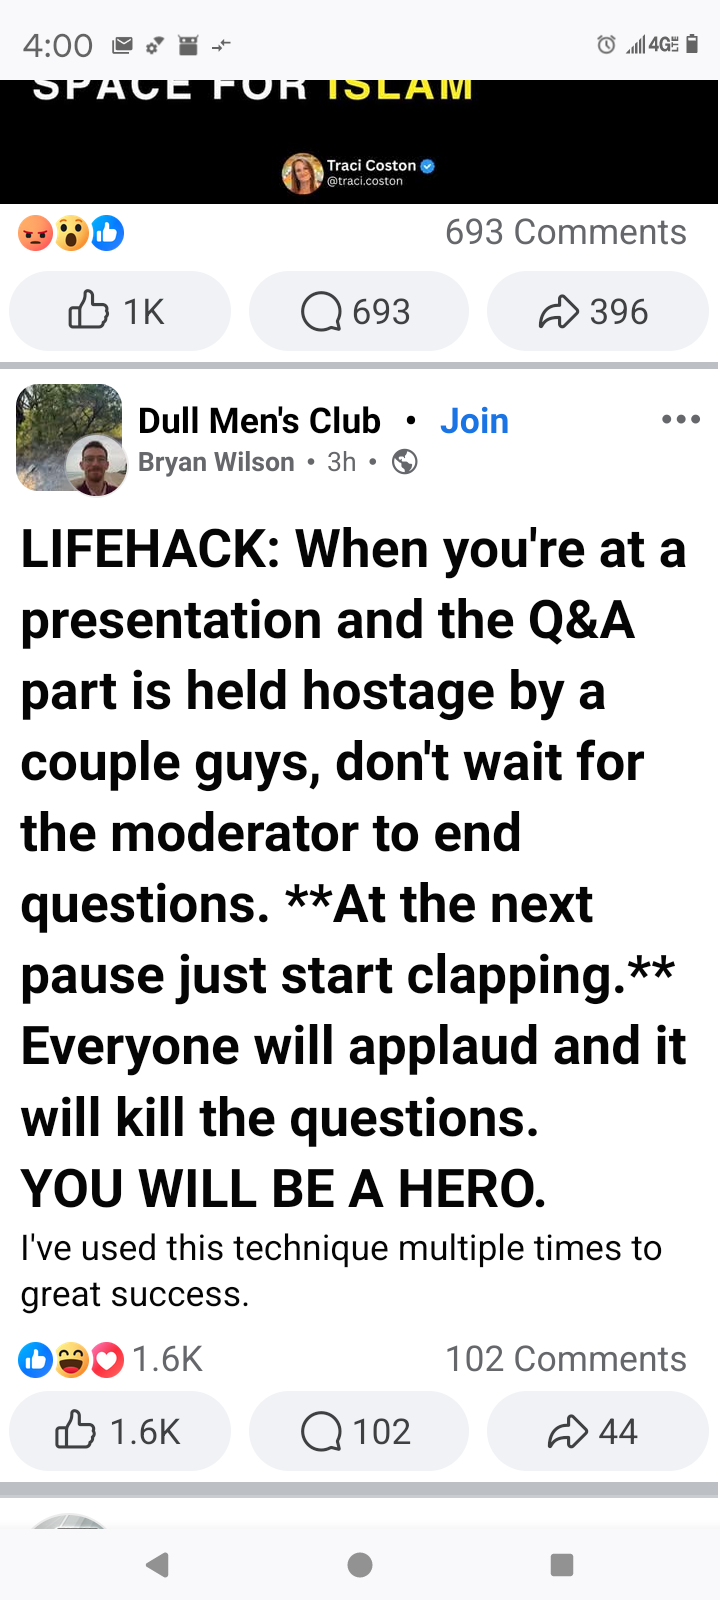 4:00
4G
SPACE FOR ISLAM
Traci Coston
@traci.coston
693 Comments
1K
693
396
Dull Men's Club • Join
Bryan Wilson • 3h •
LIFEHACK: When you're at a
presentation and the Q&A
part is held hostage by a
couple guys, don't wait for
the moderator to end
questions. **At the next
pause just start clapping.**
Everyone will applaud and it
will kill the questions.
YOU WILL BE A HERO.
I've used this technique multiple times to
great success.
1.6K
102 Comments
1.6K
102
44